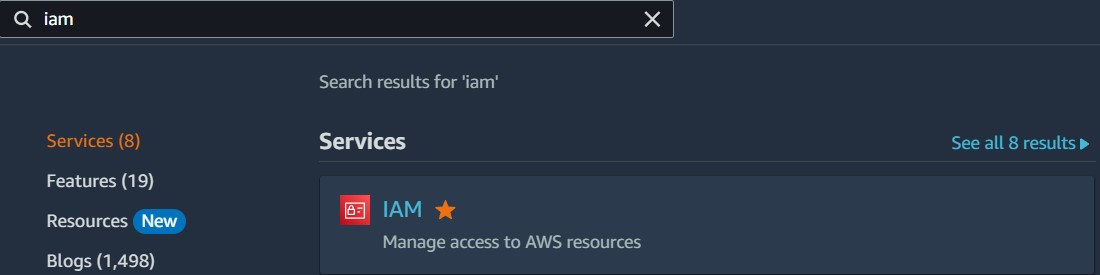 iam
Search results for 'iam'
Services (8)
Features (19)
Resources New
Blogs (1,498)
Services
See all 8 results
IAM
Manage access to AWS resources